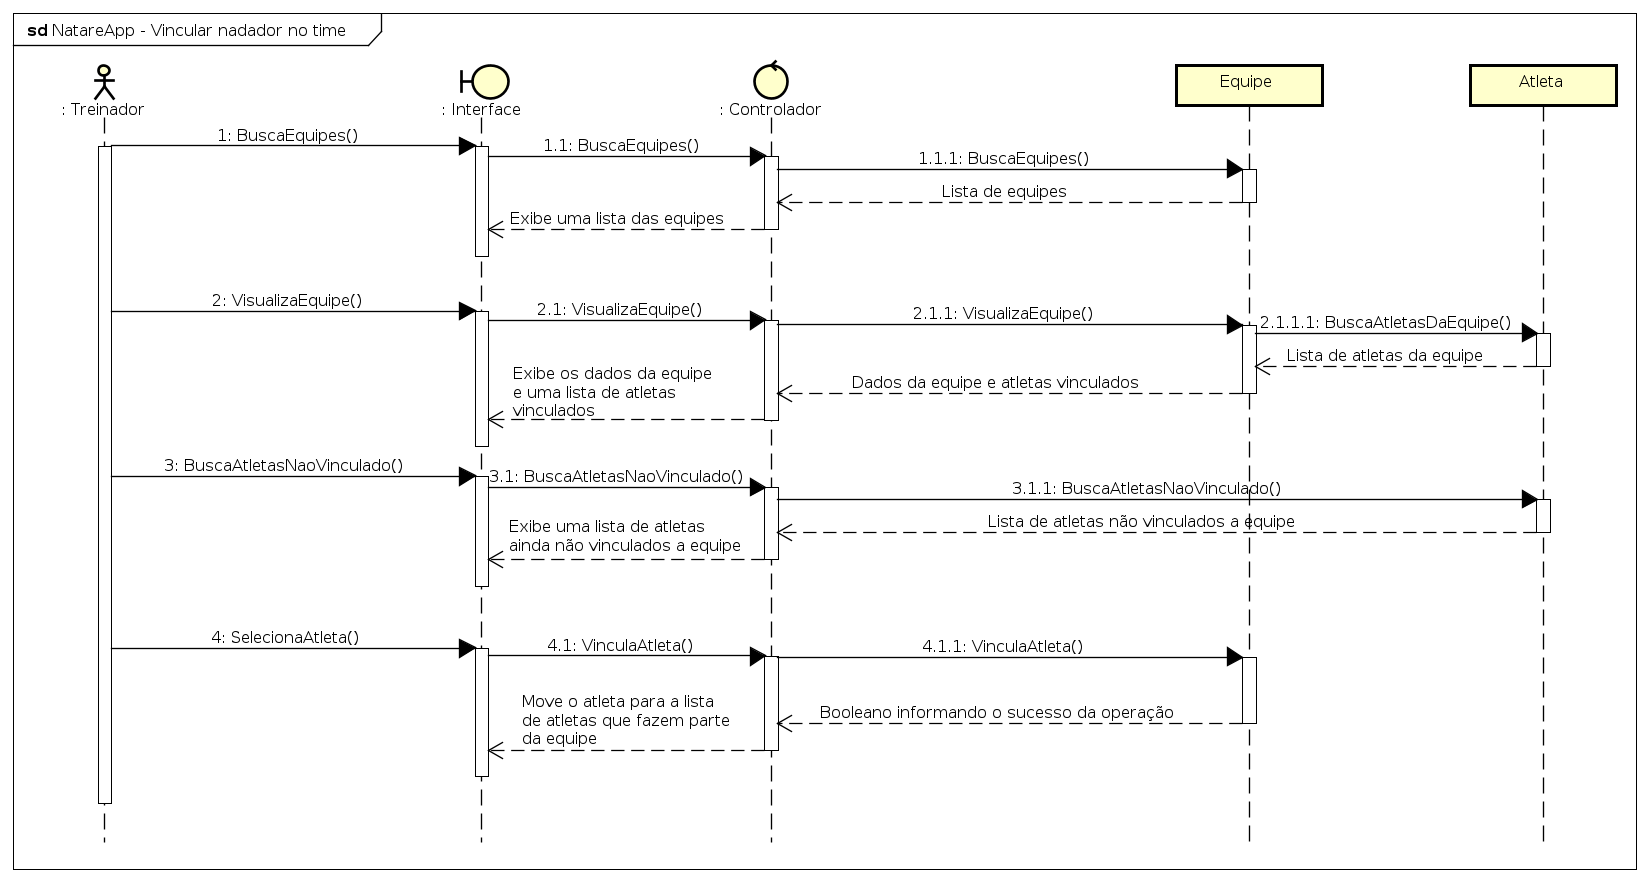 sd NatareApp - Vincular nadador no time
: Treinador
: Interface
: Controlador
Equipe
Atleta
1: BuscaEquipes()
1.1: BuscaEquipes()
1.1.1: BuscaEquipes()
Lista de equipes
Exibe uma lista das equipes
2: VisualizaEquipe()
2.1: VisualizaEquipe()
2.1.1: VisualizaEquipe()
2.1.1.1: BuscaAtletasDaEquipe()
Lista de atletas da equipe
Dados da equipe e atletas vinculados
Exibe os dados da equipe
e uma lista de atletas
vinculados
3: BuscaAtletasNaoVinculado()
3.1: BuscaAtletasNaoVinculado()
3.1.1: BuscaAtletasNaoVinculado()
Lista de atletas não vinculados a equipe
Exibe uma lista de atletas
ainda não vinculados a equipe
4: SelecionaAtleta()
4.1: VinculaAtleta()
4.1.1: VinculaAtleta()
Booleano informando o sucesso da operação
Move o atleta para a lista
de atletas que fazem parte
da equipe